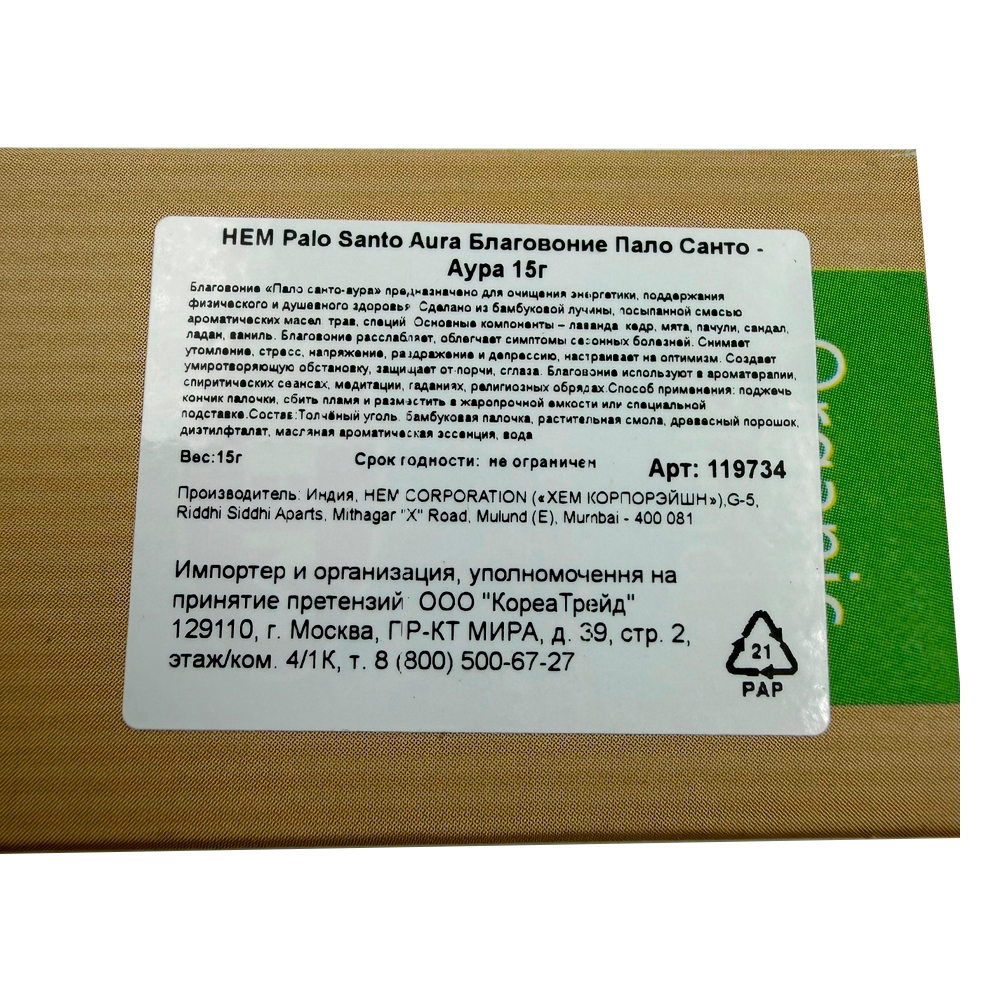 HEM Palo Santo Aura Благовоние Пало Санто -
Аура 15г
Благовоние «Пало санто-аура» предназначено для очищения энергетики, поддержания
физического и душевного здоровья. Сделано из бамбуковой лучины, посыпанной смесью
ароматических масел, трав, специй. Основные компоненты – лаванда, кедр, мята, пачули, сандал,
ладан, ваниль. Благовоние расслабляет, облегчает симптомы сезонных болезней. Снимает
утомление, стресс, напряжение, раздражение и депрессию, настраивает на оптимизм. Создает
умиротворяющую обстановку, защищает от порчи, сглаза. Благовоние используют в ароматерапии,
спиритических сеансах, медитации, гаданиях, религиозных обрядах.Способ применения: поджечь
кончик палочки, сбить пламя и разместить в жаропрочной емкости или специальной
подставке.Состав:Толчёный уголь, бамбуковая палочка, растительная смола, древесный порошок,
диэтилфталат, масляная ароматическая эссенция, вода
Вес:15г Срок годности: не ограничен Арт: 119734
Производитель: Индия, HEM CORPORATION («ХЕМ КОРПОРЭЙШН»),G-5,
Riddhi Siddhi Aparts, Mithagar "X" Road, Mulund (E), Mumbai - 400 081
Импортер и организация, уполномочення на
принятие претензий: ООО "КореаТрейд"
129110, г. Москва, ПР-КТ МИРА, д. 39, стр. 2,
этаж/ком. 4/1К, т. 8 (800) 500-67-27
21
PAP
Organic